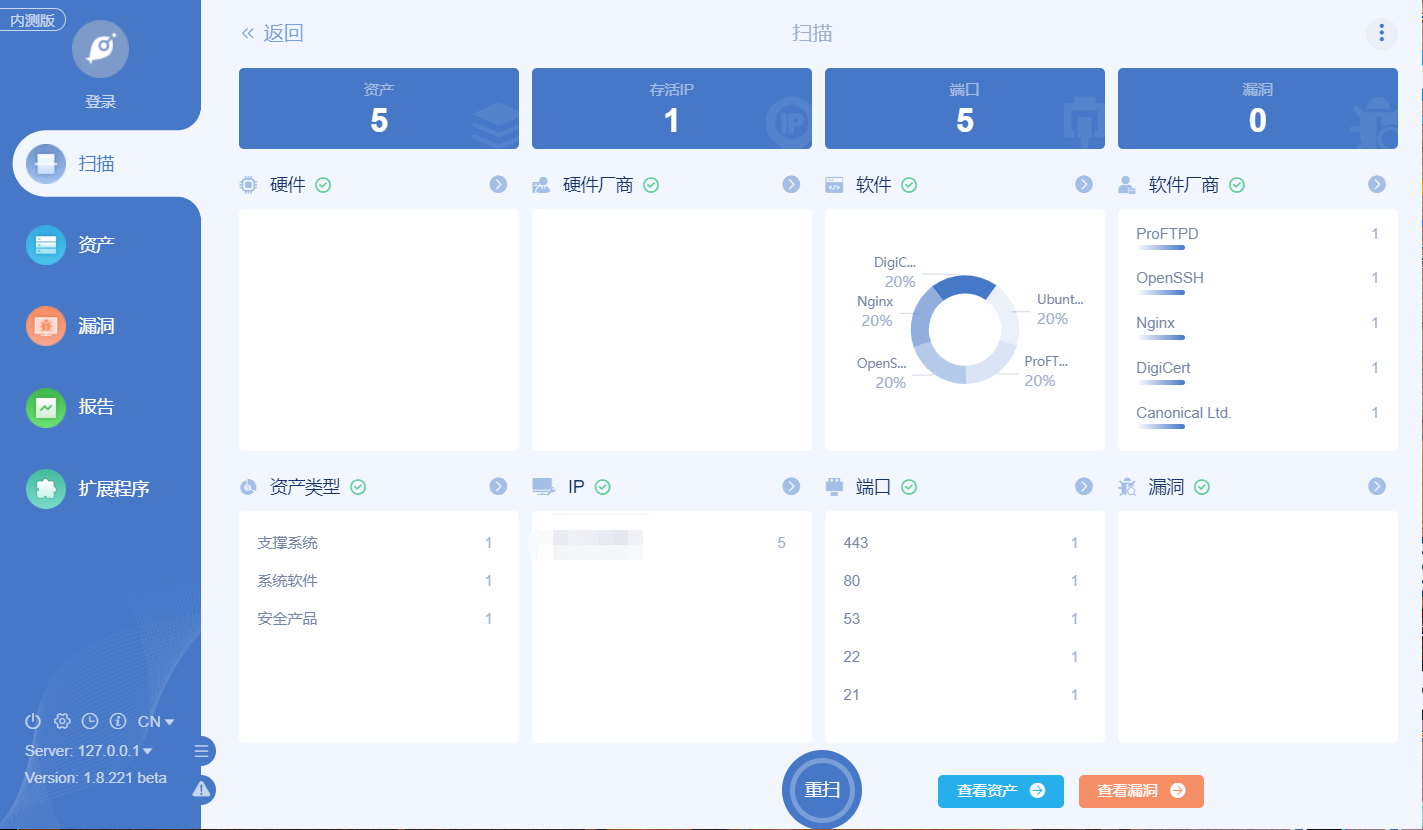 内测版
登录
扫描
资产
漏洞
报告
扩展程序
CN
Server: 127.0.0.1
Version: 1.8.221 beta
返回
扫描
资产
5
存活IP
1
端口
5
漏洞
0
硬件
硬件厂商
软件
DigiC...
20%
Nginx
20%
OpenS...
20%
Ubunt...
20%
ProFT...
20%
软件厂商
ProFTPD 1
OpenSSH 1
Nginx 1
DigiCert 1
Canonical Ltd. 1
资产类型
支撑系统 1
系统软件 1
安全产品 1
IP
5
端口
443 1
80 1
53 1
22 1
21 1
漏洞
重扫
查看资产
查看漏洞